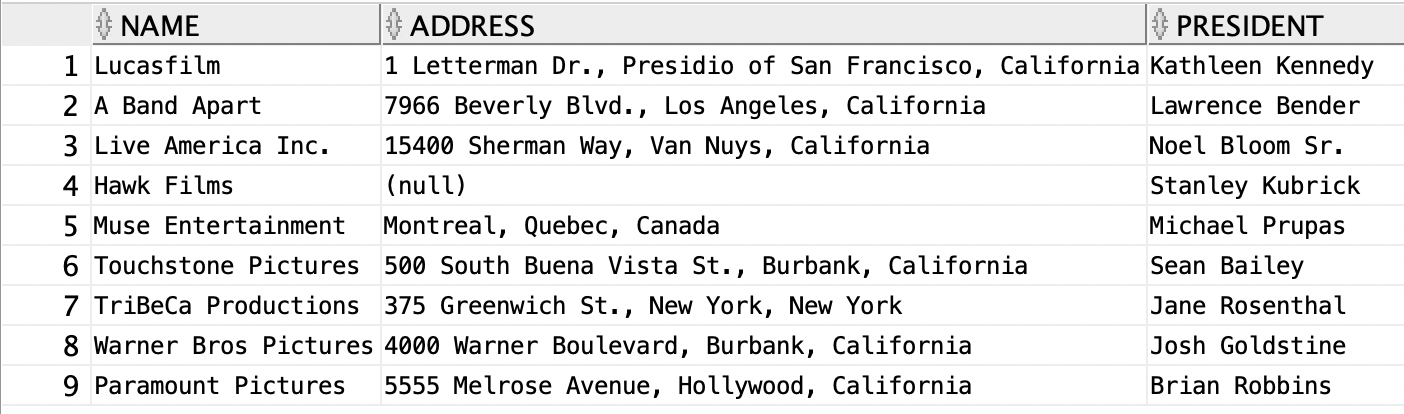 NAME ADDRESS PRESIDENT
1 Lucasfilm 1 Letterman Dr., Presidio of San Francisco, California Kathleen Kennedy
2 A Band Apart 7966 Beverly Blvd., Los Angeles, California Lawrence Bender
3 Live America Inc. 15400 Sherman Way, Van Nuys, California Noel Bloom Sr.
4 Hawk Films (null) Stanley Kubrick
5 Muse Entertainment Montreal, Quebec, Canada Michael Prupas
6 Touchstone Pictures 500 South Buena Vista St., Burbank, California Sean Bailey
7 TriBeCa Productions 375 Greenwich St., New York, New York Jane Rosenthal
8 Warner Bros Pictures 4000 Warner Boulevard, Burbank, California Josh Goldstine
9 Paramount Pictures 5555 Melrose Avenue, Hollywood, California Brian Robbins